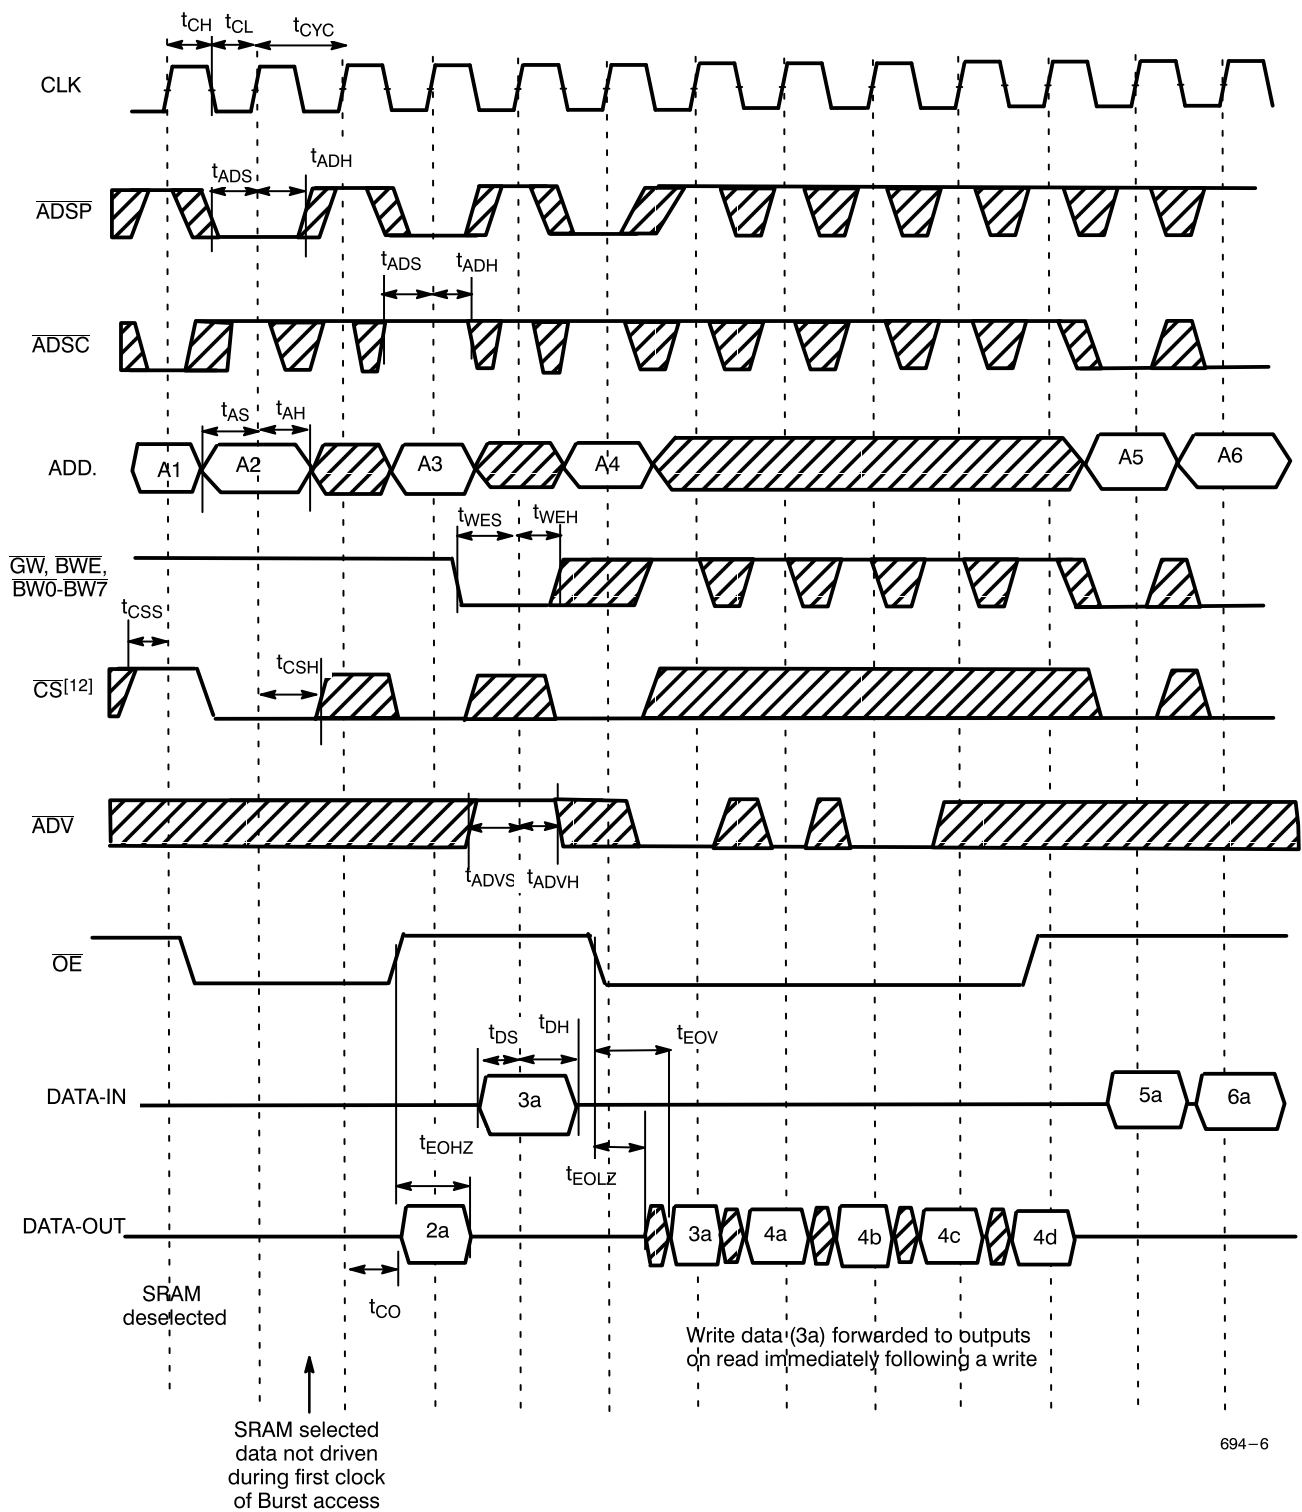 tCH tCL tCYC
CLK
tADS tADH
ADSP
tADS tADH
ADSC
tAS tAH
ADD. A1 A2 A3 A4 A5 A6
tWES tWEH
GW, BWE,
BW0-BW7
tCSS
tCSH
CS[12]
ADV
tADVS tADVH
OE
tDS tDH tEOV
DATA-IN 3a 5a 6a
tEOHZ tEOLZ
DATA-OUT 2a 3a 4a 4b 4c 4d
tCO
SRAM
deselected
Write data (3a) forwarded to outputs
on read immediately following a write
SRAM selected
data not driven
during first clock
of Burst access
694−6